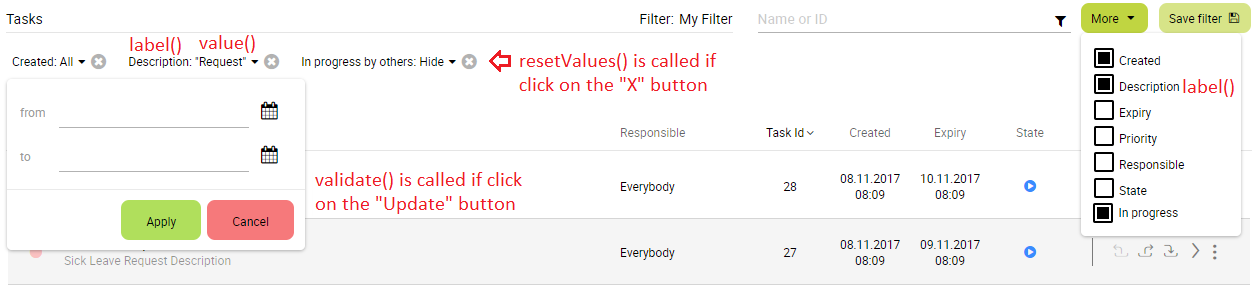 Tasks
Filter: My Filter
Name or ID
More
Save filter
label() value()
Created: All
Description: "Request"
In progress by others: Hide
resetValues() is called if
click on the "X" button
Created
Description label()
Expiry
Priority
Responsible
State
In progress
from
to
Apply
Cancel
validate() is called if click
on the "Update" button
Responsible
Task Id
Created
Expiry
State
Everybody
28
08.11.2017
08:09
10.11.2017
08:09
Sick Leave Request Description
Everybody
27
08.11.2017
08:09
09.11.2017
08:09